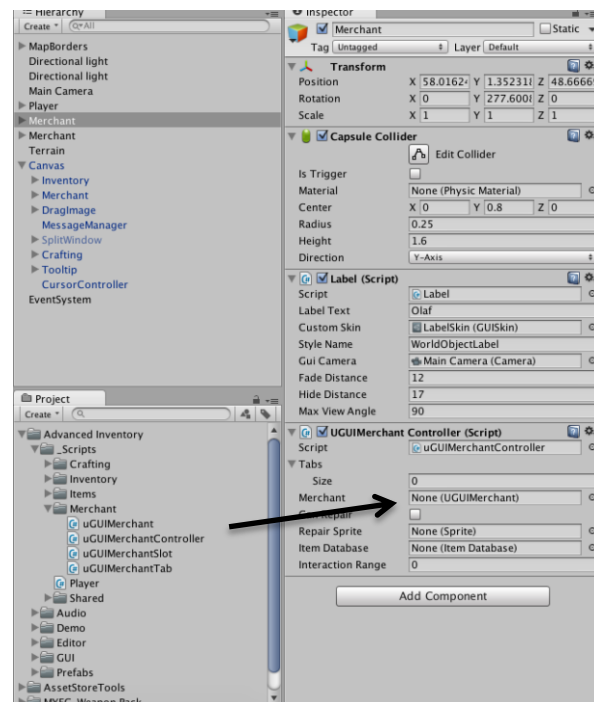 Hierarchy
Create
All
MapBorders
Directional light
Directional light
Main Camera
Player
Merchant
Merchant
Terrain
Canvas
Inventory
Merchant
DragImage
MessageManager
SplitWindow
Crafting
Tooltip
CursorController
EventSystem
Project
Create
Advanced Inventory
_Scripts
Crafting
Inventory
Items
Merchant
uGUIMerchant
uGUIMerchantController
uGUIMerchantSlot
uGUIMerchantTab
Player
Shared
Audio
Demo
Editor
GUI
Prefabs
AssetStoreTools
Inspector
Merchant Static
Tag Untagged Layer Default
Transform
Position X 58.0162 Y 1.35231 Z 48.6666
Rotation X 0 Y 277.6008 Z 0
Scale X 1 Y 1 Z 1
Capsule Collider
Edit Collider
Is Trigger
Material None (Physic Material)
Center X 0 Y 0.8 Z 0
Radius 0.25
Height 1.6
Direction Y-Axis
Label (Script)
Script Label
Label Text Olaf
Custom Skin LabelSkin (GUISkin)
Style Name WorldObjectLabel
Gui Camera Main Camera (Camera)
Fade Distance 12
Hide Distance 17
Max View Angle 90
UGUIMerchant Controller (Script)
Script uGUIMerchantController
Tabs
Size 0
Merchant None (UGUIMerchant)
Repair Sprite None (Sprite)
Item Database None (Item Database)
Interaction Range 0
Add Component